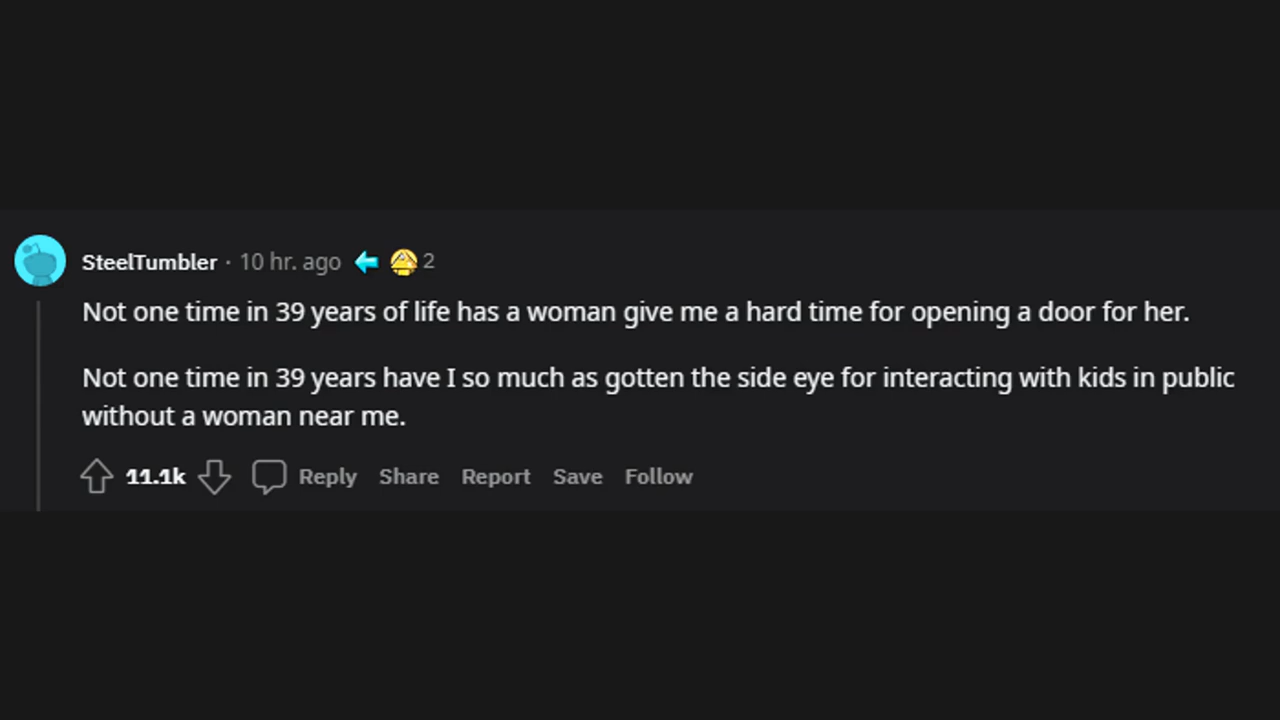 SteelTumbler · 10 hr. ago 2
Not one time in 39 years of life has a woman give me a hard time for opening a door for her.
Not one time in 39 years have I so much as gotten the side eye for interacting with kids in public
without a woman near me.
11.1k Reply Share Report Save Follow